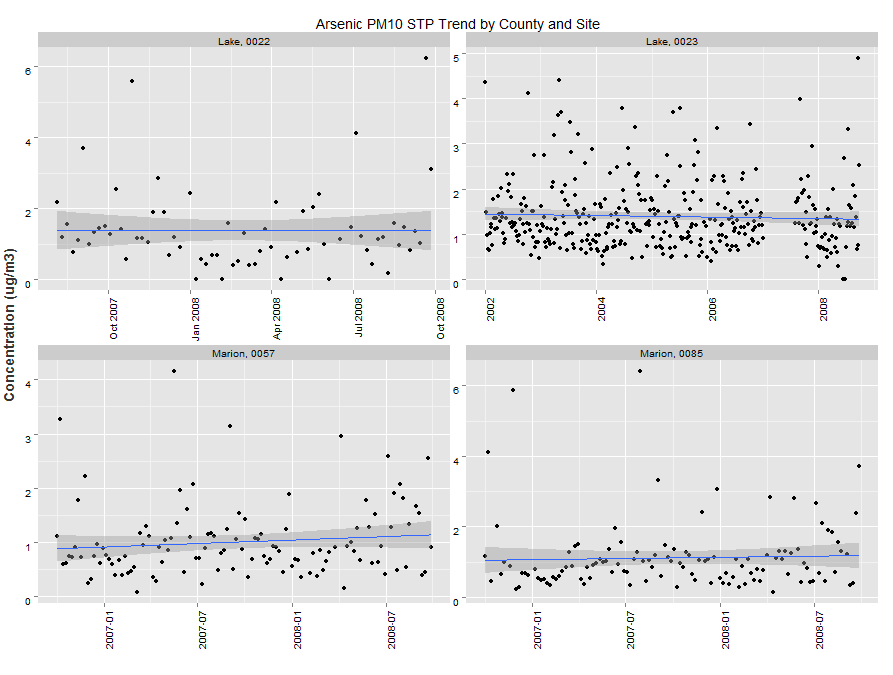 Arsenic PM10 STP Trend by County and Site
Lake, 0022
Lake, 0023
6
4
2
0
5
4
3
2
1
0
Oct 2007
Jan 2008
Apr 2008
Jul 2008
Oct 2008
2002
2004
2006
2008
Concentration (ug/m3)
Marion, 0057
Marion, 0085
4
3
2
1
0
6
4
2
0
2007-01
2007-07
2008-01
2008-07
2007-01
2007-07
2008-01
2008-07